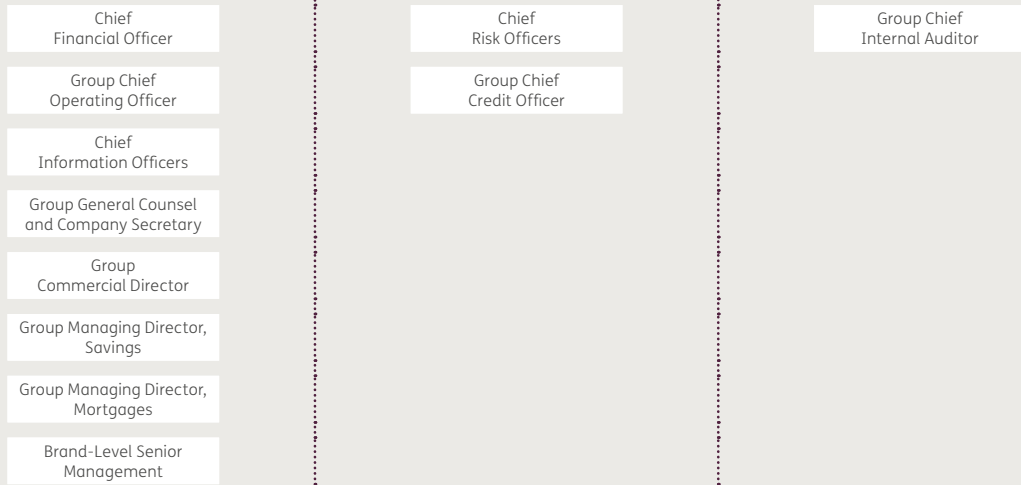 Chief
Financial Officer
Group Chief
Operating Officer
Chief
Information Officers
Group General Counsel
and Company Secretary
Group
Commercial Director
Group Managing Director,
Savings
Group Managing Director,
Mortgages
Brand-Level Senior
Management
Chief
Risk Officers
Group Chief
Credit Officer
Group Chief
Internal Auditor